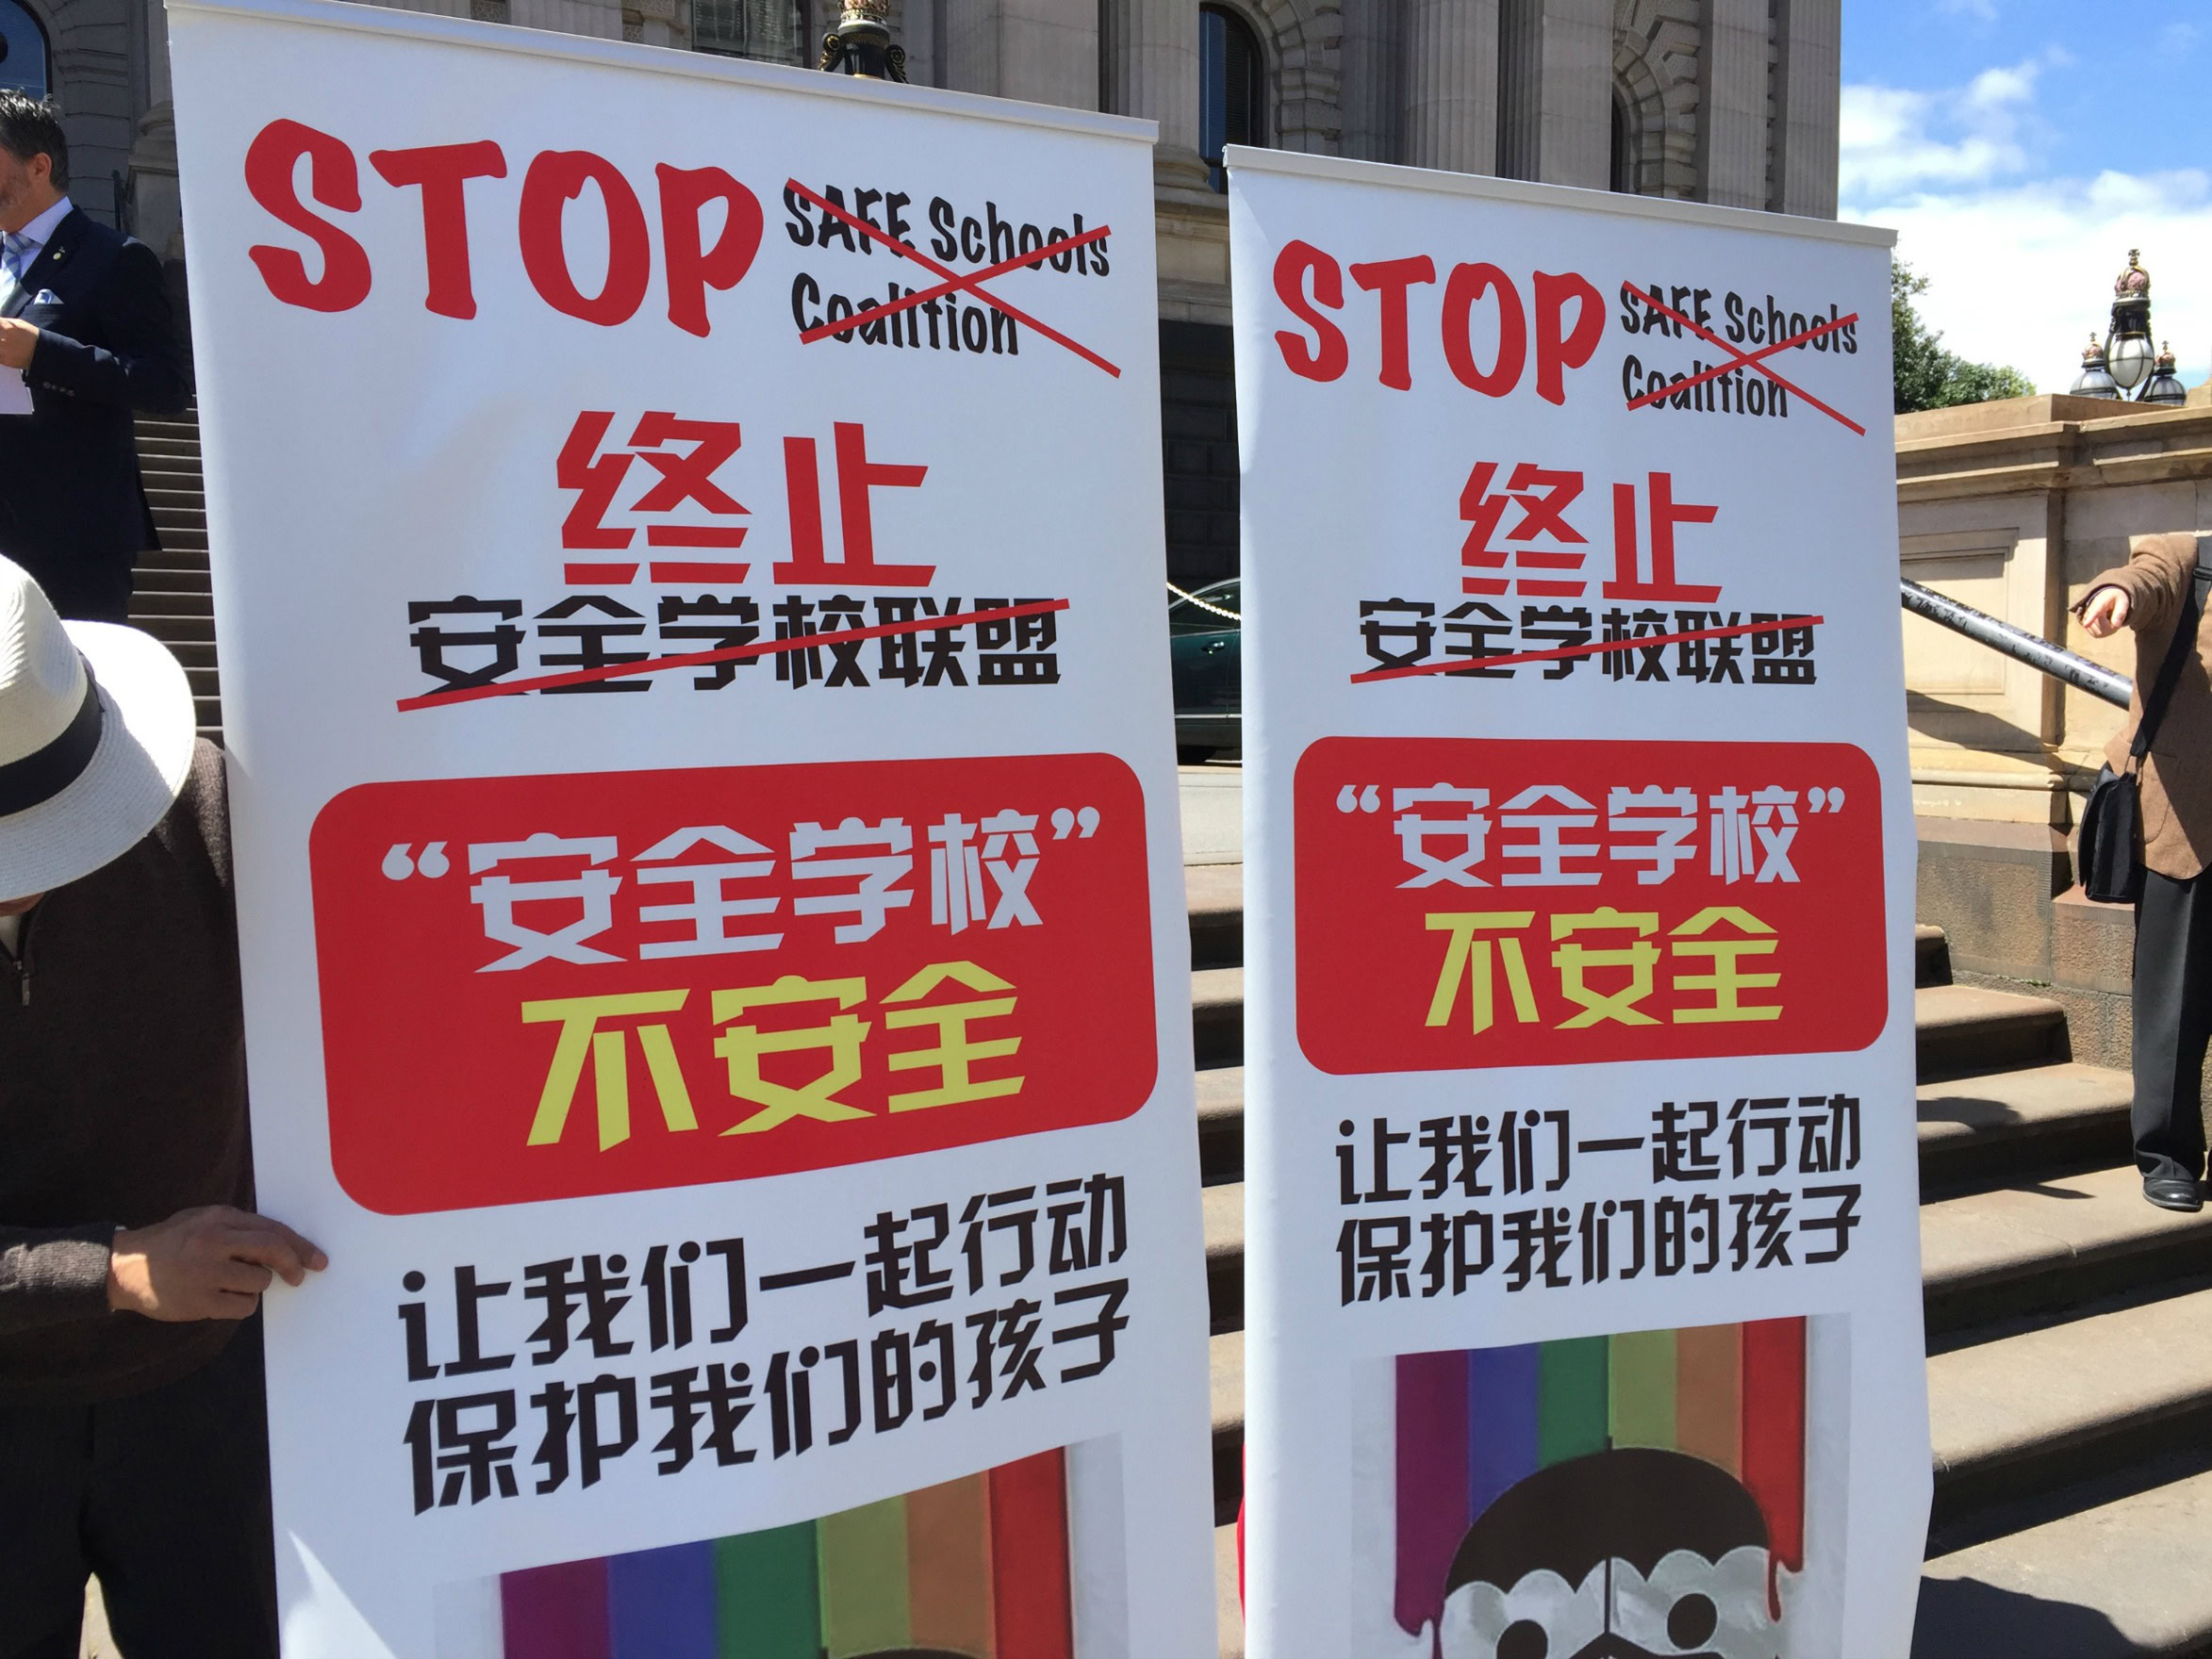 STOP SAFE Schools
Coalition
终止
安全学校联盟
“安全学校”
不安全
让我们一起行动
保护我们的孩子
STOP SAFE Schools
Coalition
终止
安全学校联盟
“安全学校”
不安全
让我们一起行动
保护我们的孩子